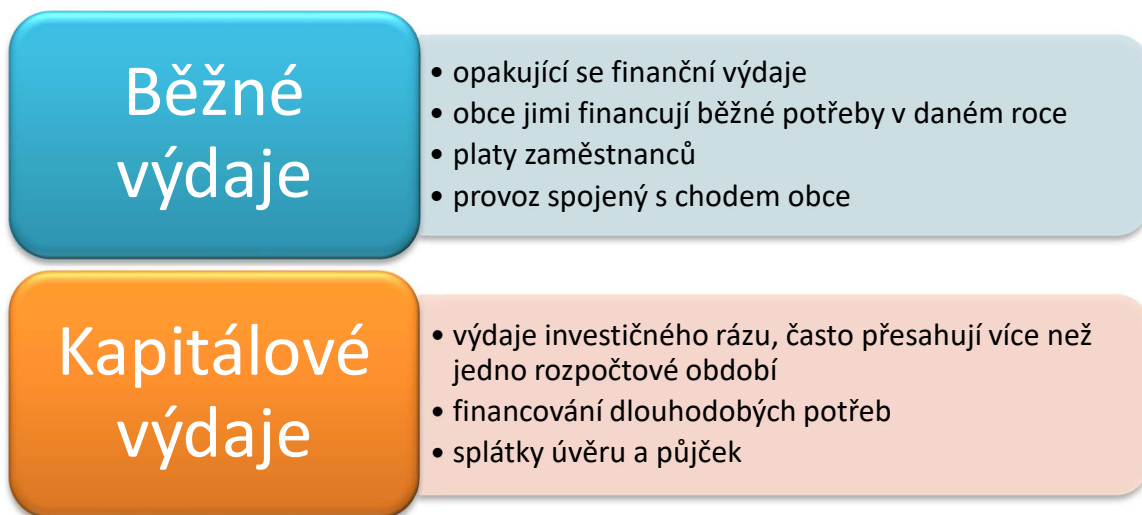 Běžné
výdaje
• opakující se finanční výdaje
• obce jimi financují běžné potřeby v daném roce
• platy zaměstnanců
• provoz spojený s chodem obce
Kapitálové
výdaje
• výdaje investičného rázu, často přesahují více než
jedno rozpočtové období
• financování dlouhodobých potřeb
• splátky úvěru a půjček